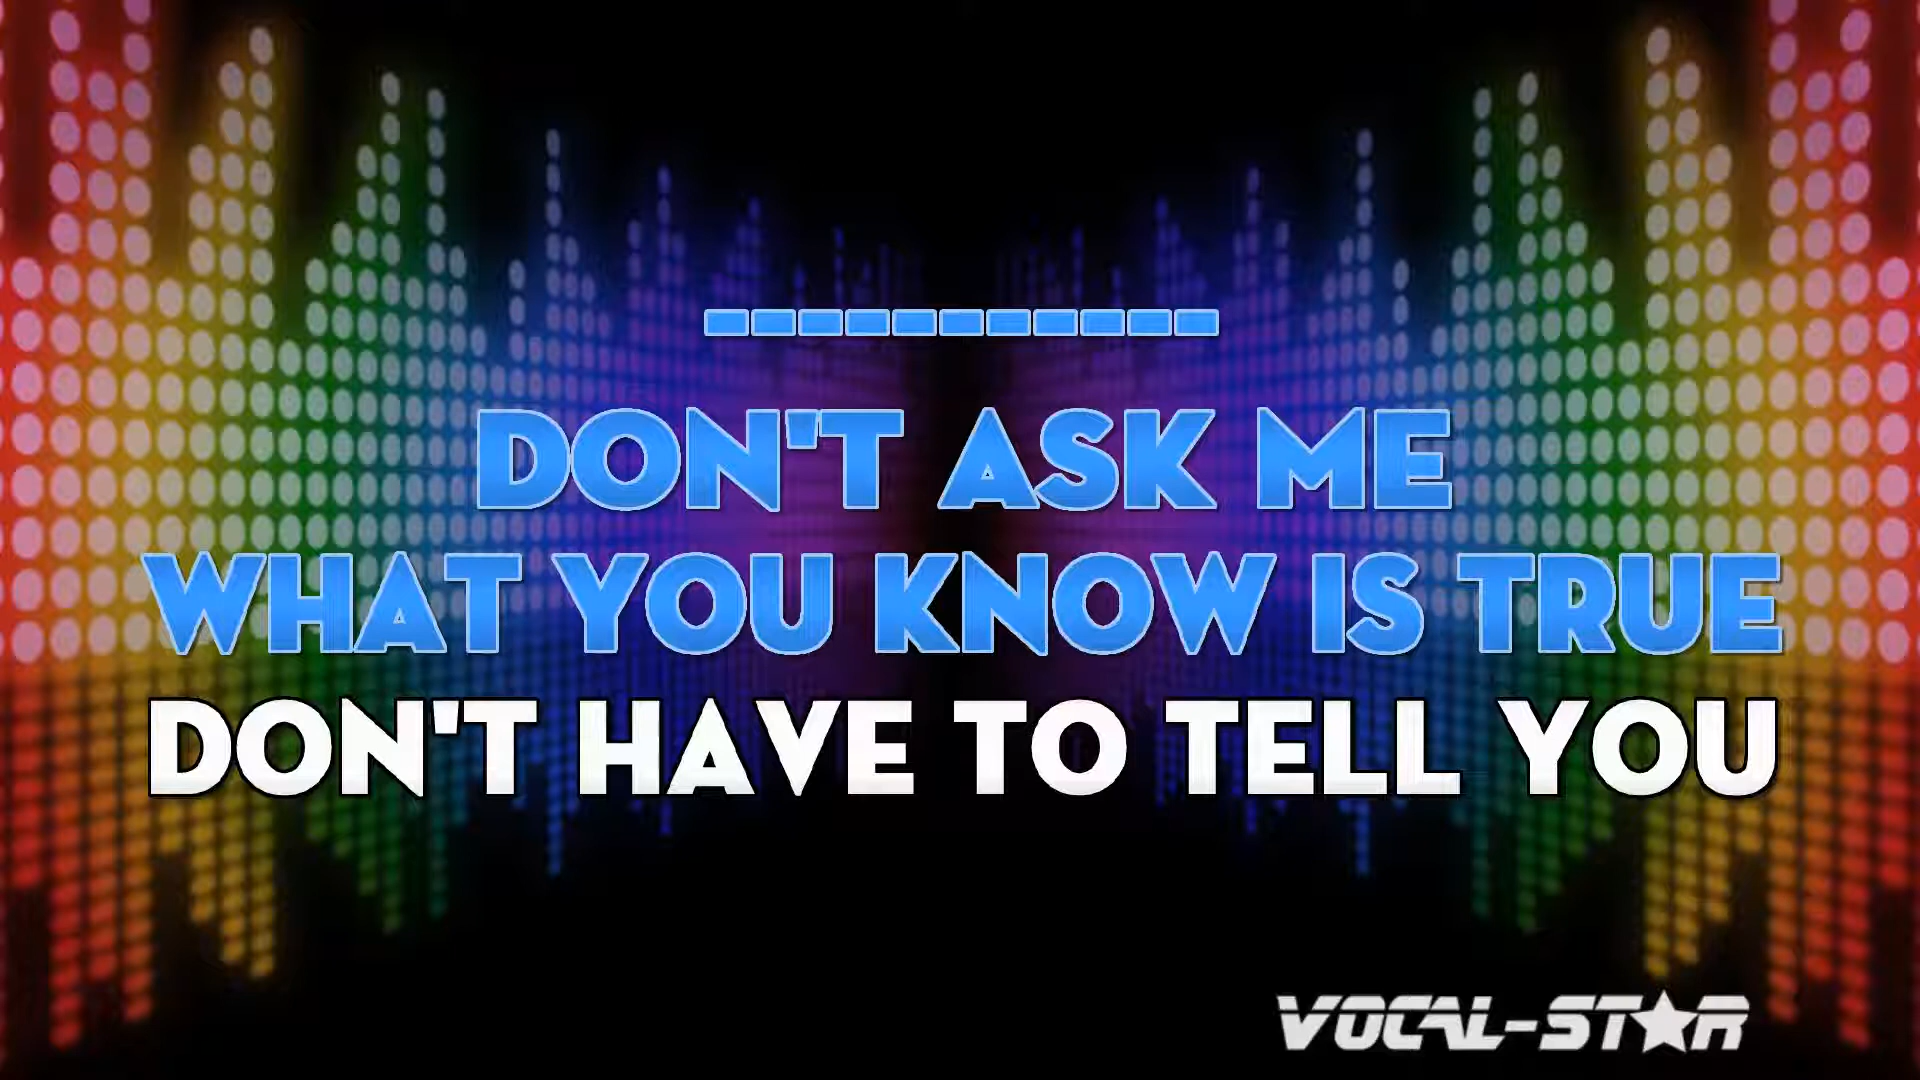 -----------
DON'T ASK ME
WHAT YOU KNOW IS TRUE
DON'T HAVE TO TELL YOU
VOCAL-STAR